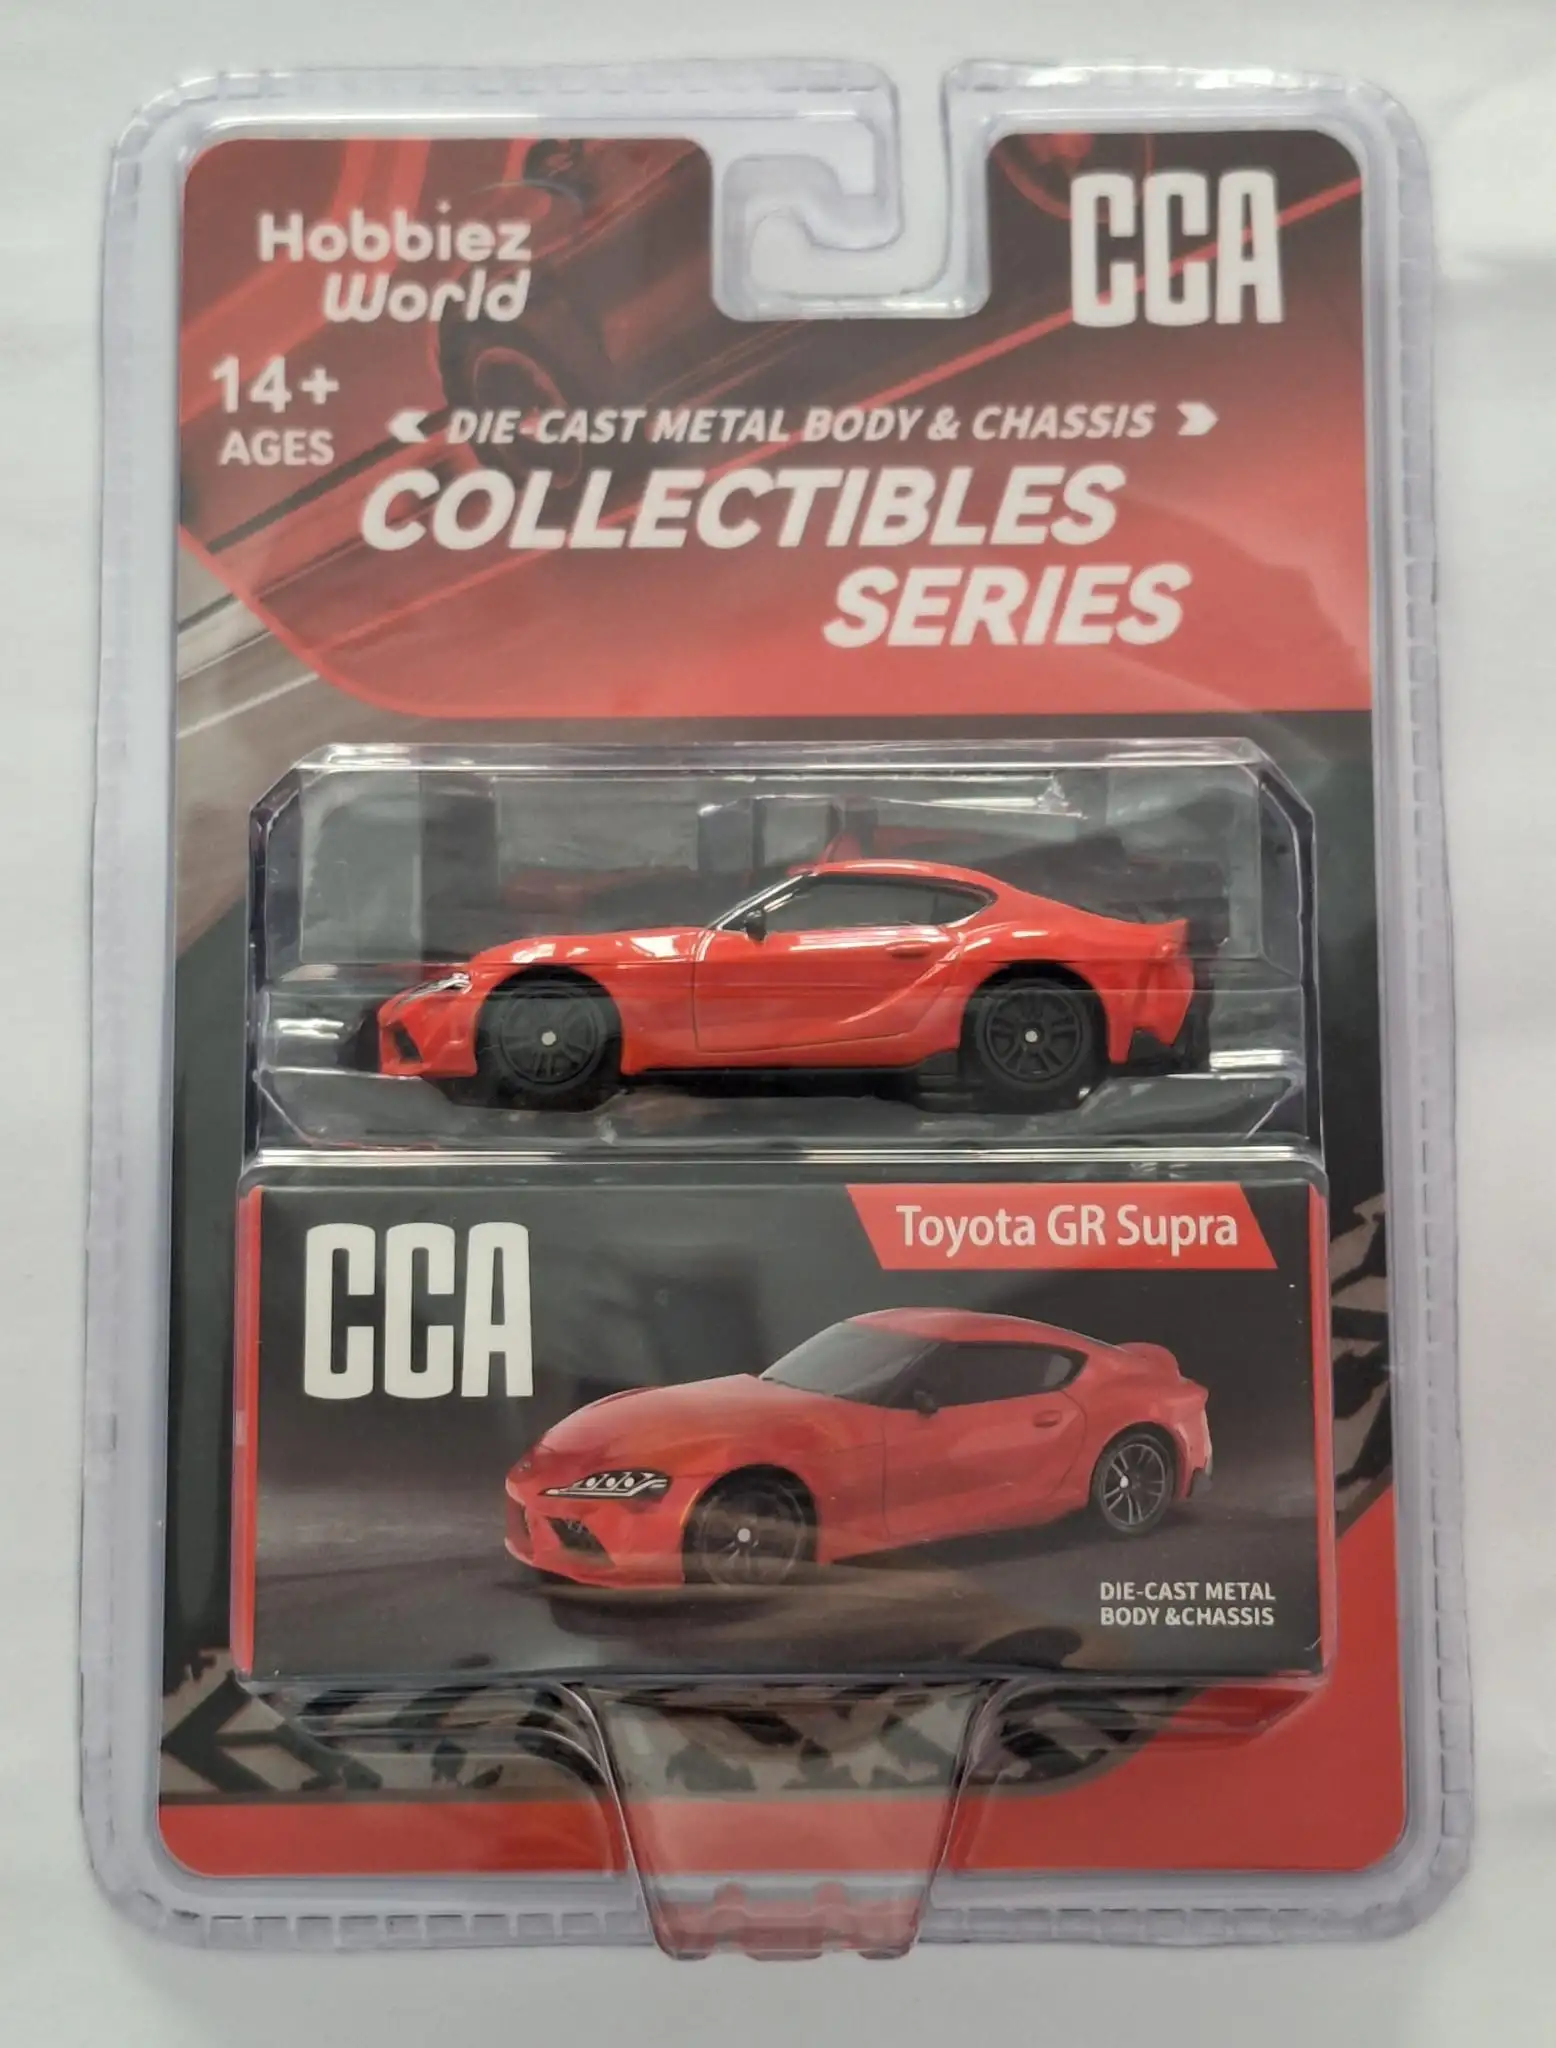 Hobbiez
World
CCA
14+
AGES
DIE-CAST METAL BODY & CHASSIS
COLLECTIBLES
SERIES
CCA
Toyota GR Supra
DIE-CAST METAL
BODY &CHASSIS